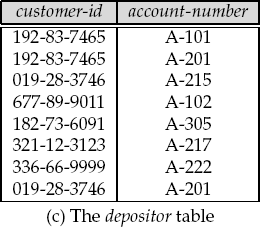 customer-id account-number
192-83-7465 A-101
192-83-7465 A-201
019-28-3746 A-215
677-89-9011 A-102
182-73-6091 A-305
321-12-3123 A-217
336-66-9999 A-222
019-28-3746 A-201
(c) The depositor table